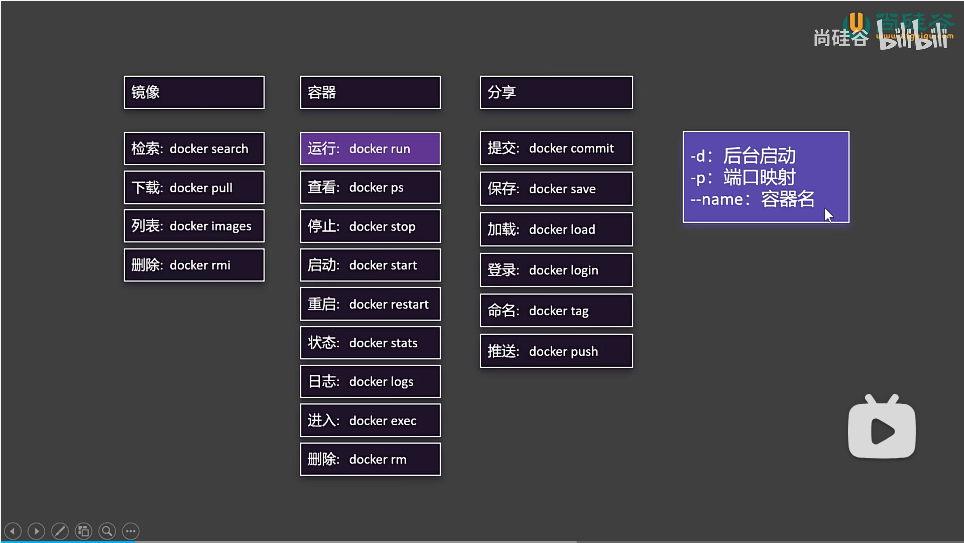 尚硅谷 bilibili
镜像
检索：docker search
下载：docker pull
列表：docker images
删除：docker rmi
容器
运行：docker run
查看：docker ps
停止：docker stop
启动：docker start
重启：docker restart
状态：docker stats
日志：docker logs
进入：docker exec
删除：docker rm
分享
提交：docker commit
保存：docker save
加载：docker load
登录：docker login
命名：docker tag
推送：docker push
-d：后台启动
-p：端口映射
--name：容器名